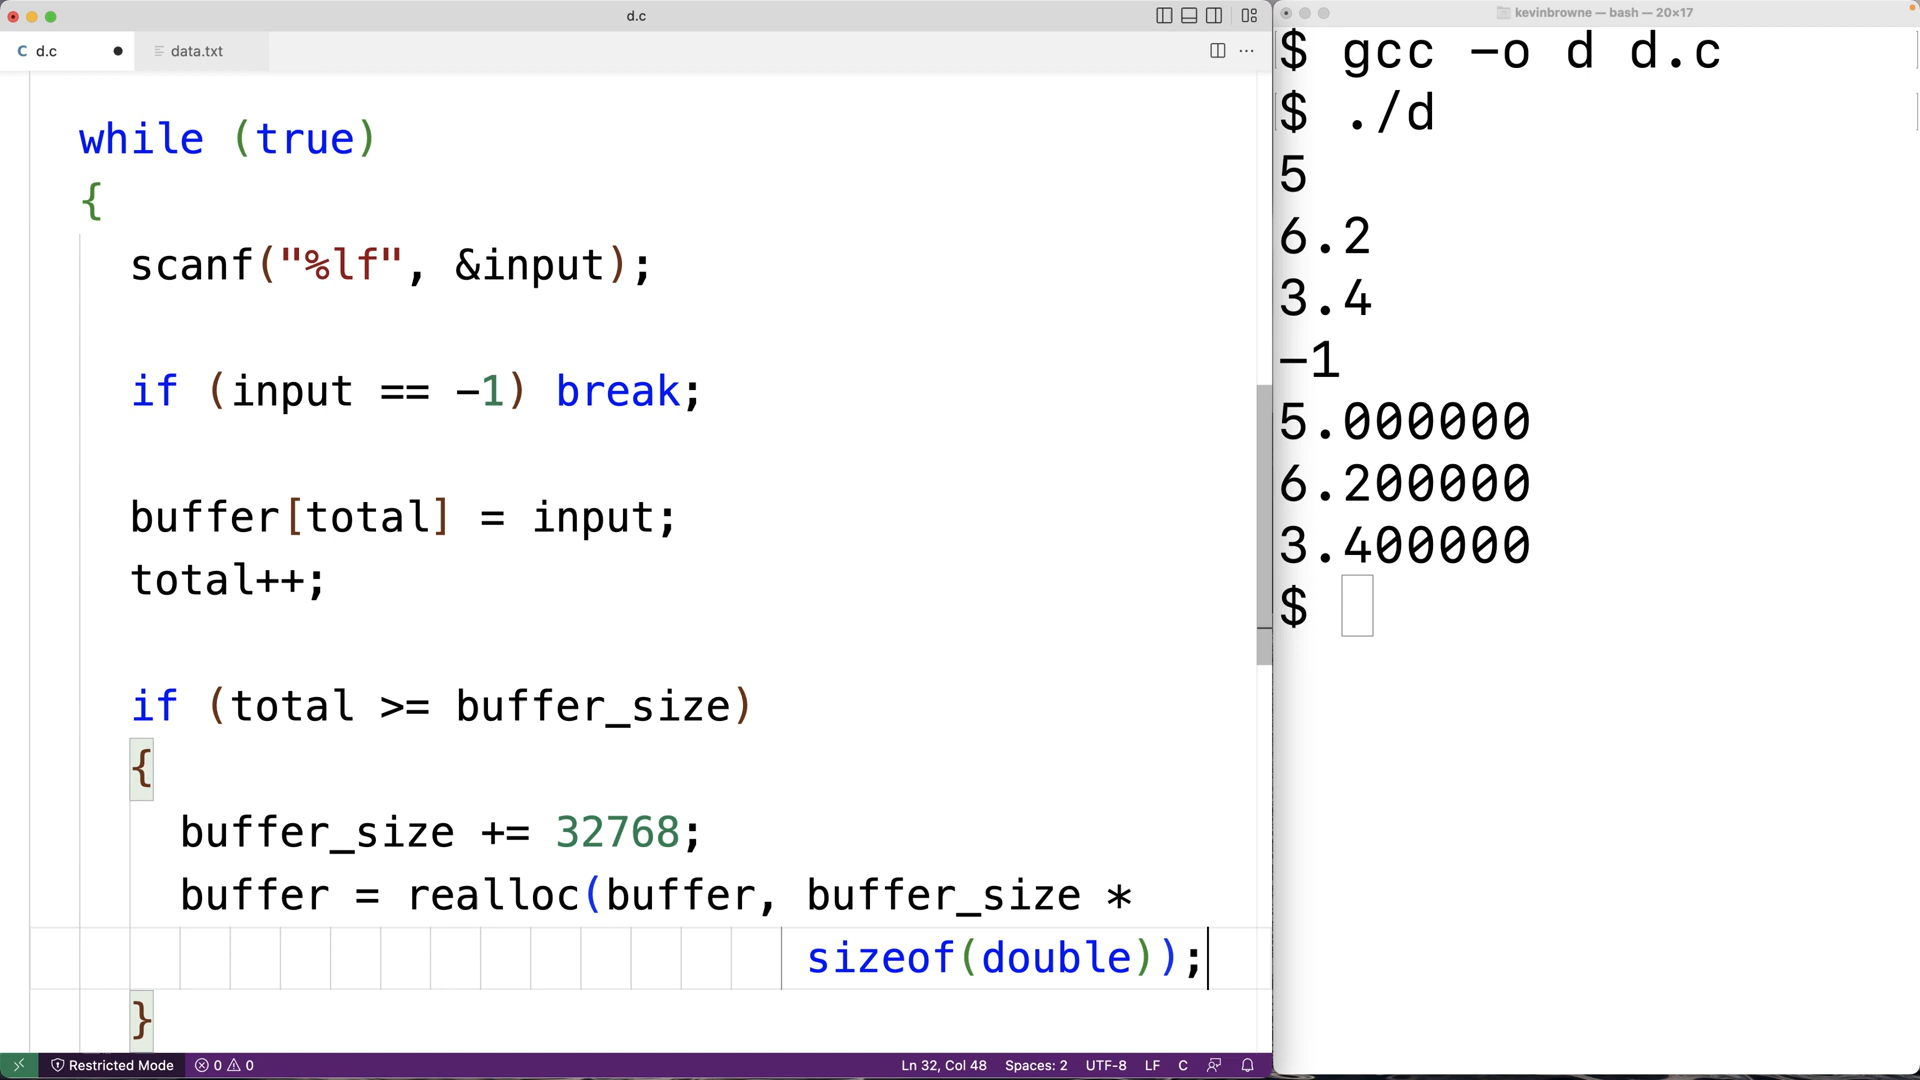 d.c
C d.c
data.txt
while (true)
{
scanf("%lf", &input);
if (input == -1) break;
buffer[total] = input;
total++;
if (total >= buffer_size)
{
buffer_size += 32768;
buffer = realloc(buffer, buffer_size *
sizeof(double));
}
Restricted Mode
0
0
Ln 32, Col 48
Spaces: 2
UTF-8
LF
C
kevinbrowne — bash — 20×17
$ gcc -o d d.c
$ ./d
5
6.2
3.4
-1
5.000000
6.200000
3.400000
$